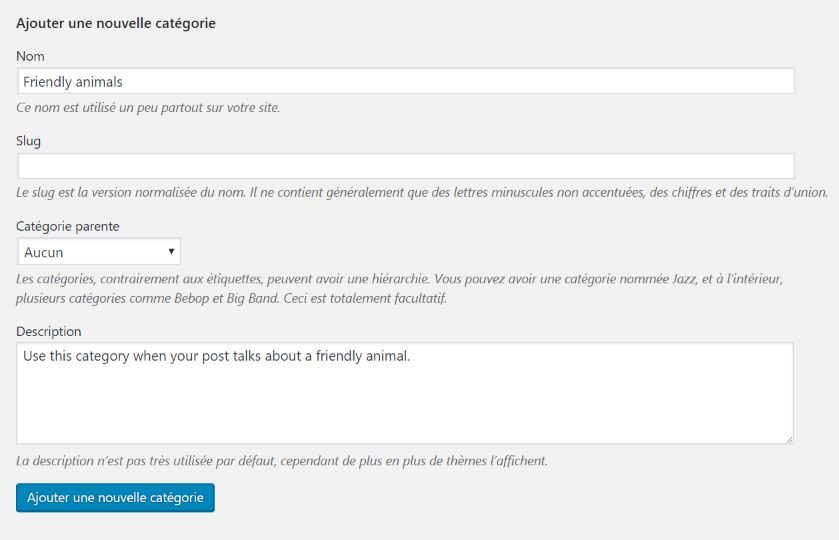 Ajouter une nouvelle catégorie
Nom
Friendly animals
Ce nom est utilisé un peu partout sur votre site.
Slug
Le slug est la version normalisée du nom. Il ne contient généralement que des lettres minuscules non accentuées, des chiffres et des traits d’union.
Catégorie parente
Aucun
Les catégories, contrairement aux étiquettes, peuvent avoir une hiérarchie. Vous pouvez avoir une catégorie nommée Jazz, et à l’intérieur,
plusieurs catégories comme Bebop et Big Band. Ceci est totalement facultatif.
Description
Use this category when your post talks about a friendly animal.
La description n’est pas très utilisée par défaut, cependant de plus en plus de thèmes l’affichent.
Ajouter une nouvelle catégorie